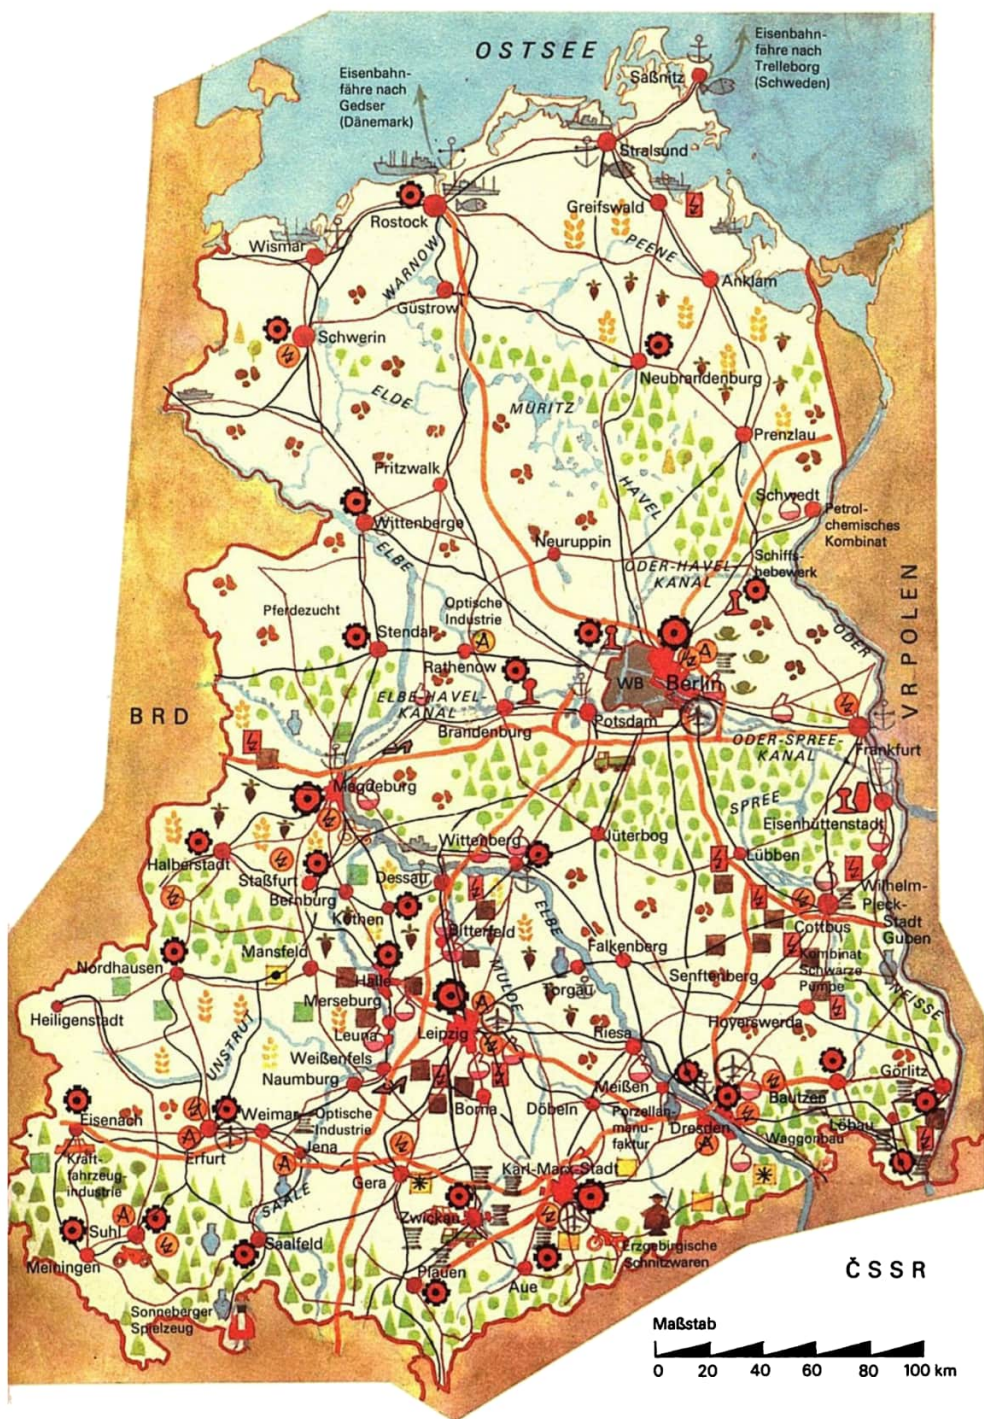 OSTSEE
Eisenbahn-
fähre nach
Trelleborg
(Schweden)
Eisenbahn-
fähre nach
Gedser
(Dänemark)
Saßnitz
Stralsund
Rostock
Greifswald
Wismar
WARNOW
PEENE
Anklam
Güstrow
Schwerin
Neubrandenburg
ELDE
MÜRITZ
Prenzlau
Pritzwalk
HAVEL
Schwedt
Petrol-
chemisches
Kombinat
Wittenberge
ELBE
Neuruppin
ODER-HAVEL-
KANAL
Schiffs-
hebewerk
Pferdezucht
Optische
Industrie
Stendal
Rathenow
ODER
VR POLEN
WB
Berlin
BRD
ELBE-HAVEL-
KANAL
Brandenburg
Potsdam
ODER-SPREE-
KANAL
Frankfurt
Magdeburg
SPREE
Eisenhüttenstadt
Jüterbog
Wittenberg
Lübben
Halberstadt
Staßfurt
Dessau
Bernburg
Wilhelm-
Pieck-
Stadt
Guben
Köthen
ELBE
Cottbus
Bitterfeld
Mansfeld
Falkenberg
Kombinat
Schwarze
Pumpe
Nordhausen
Halle
MULDE
Torgau
Senftenberg
NEISSE
Heiligenstadt
Merseburg
Leuna
Leipzig
Riesa
Hoyerswerda
UNSTRUT
Weißenfels
Naumburg
Meißen
Görlitz
Borna
Döbeln
Bautzen
Eisenach
Weimar
Optische
Industrie
Porzellan-
manu-
faktur
Dresden
Löbau
Waggonbau
Erfurt
Jena
Kraft-
fahrzeug-
industrie
Gera
Karl-Marx-Stadt
SAALE
Suhl
Zwickau
Saalfeld
Erzgebirgische
Schnitzwaren
Meiningen
Plauen
Aue
ČSSR
Sonneberger
Spielzeug
Maßstab
0 20 40 60 80 100 km